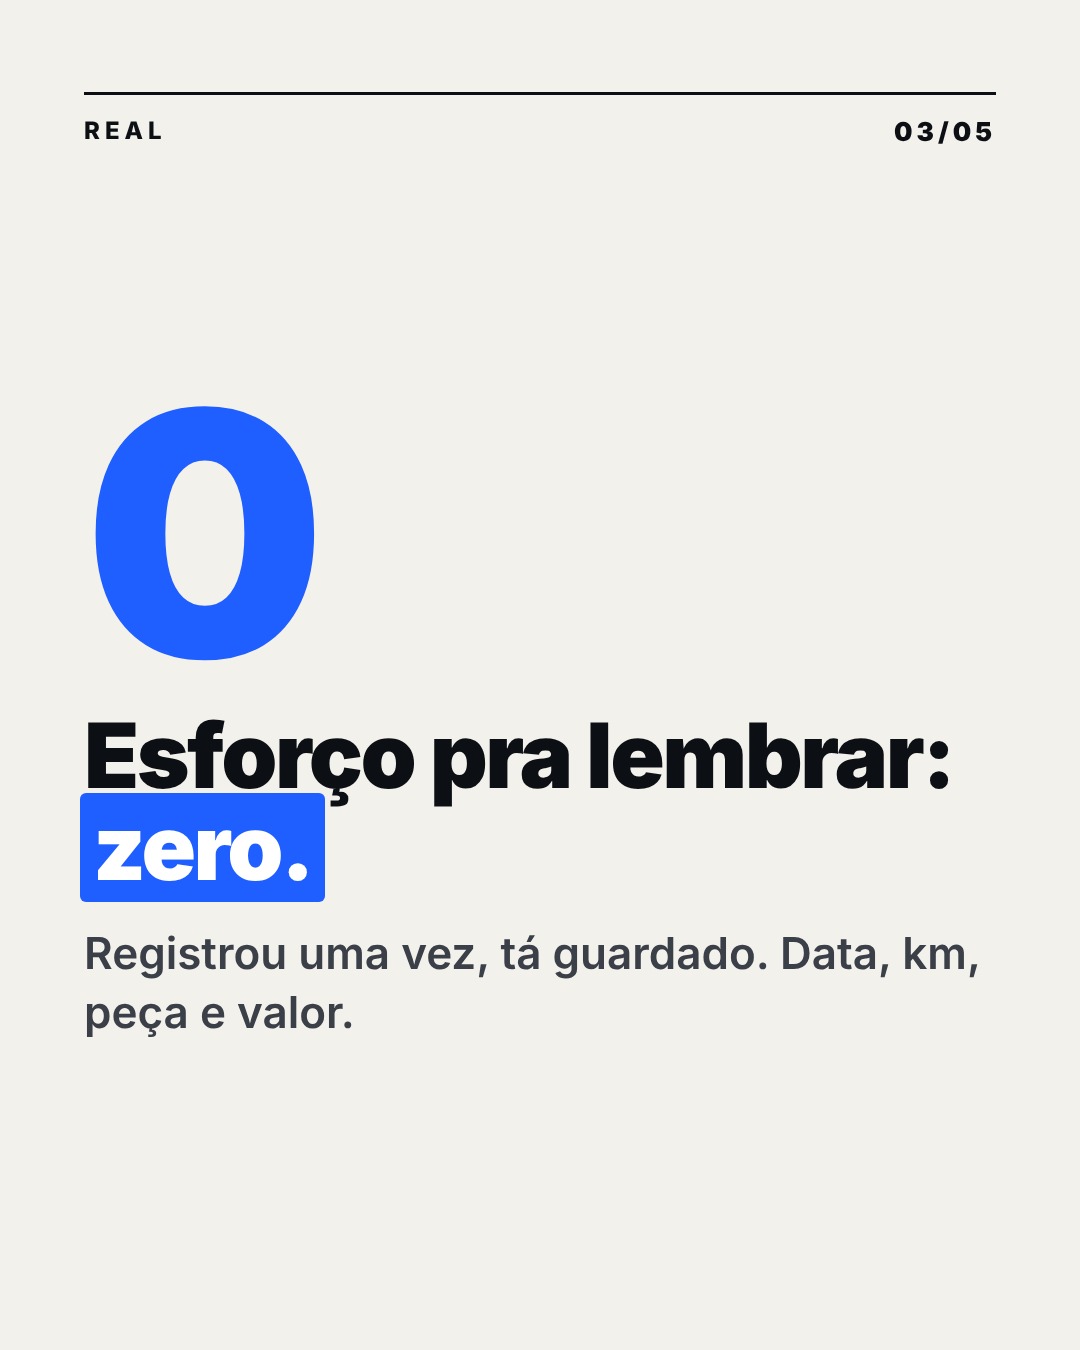 REAL
03/05
0
Esforço pra lembrar:
zero.
Registrou uma vez, tá guardado. Data, km,
peça e valor.